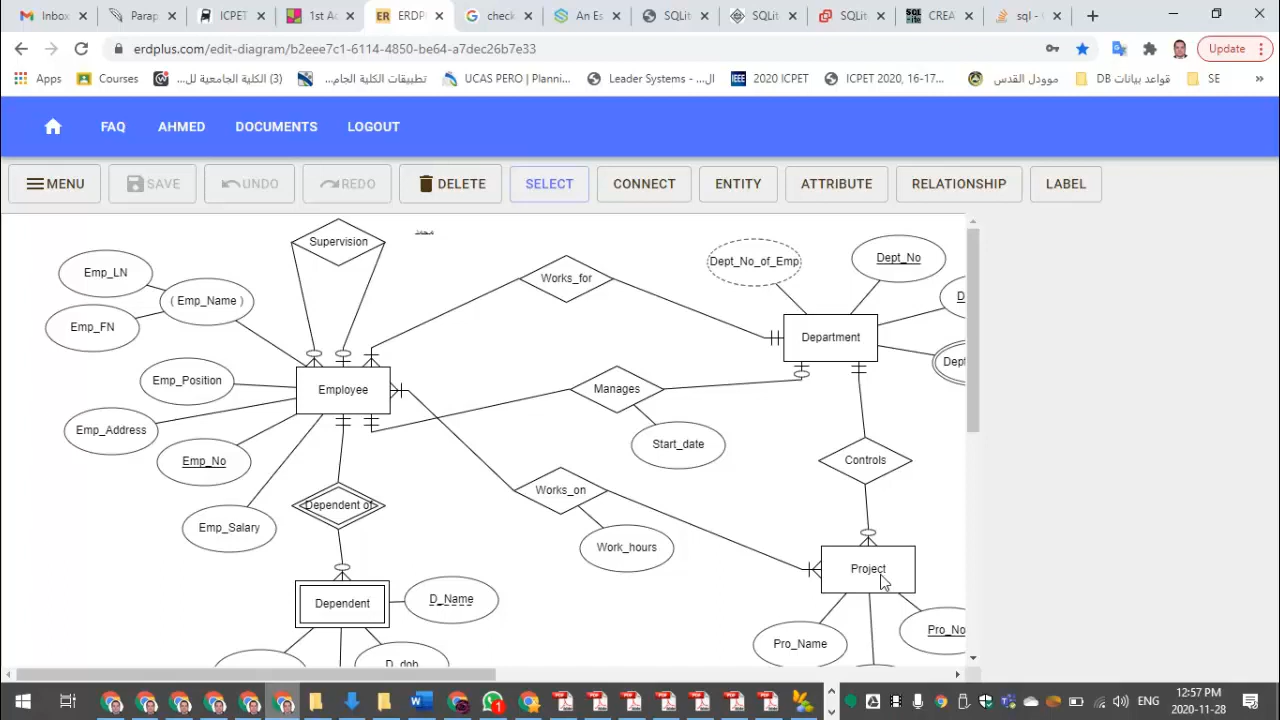 Inbox
Parap
ICPET
1st A
ERDP
check
An Es
SQLit
SQLit
SQLit
CREA
sql -
erdplus.com/edit-diagram/b2eee7c1-6114-4850-be64-a7dec26b7e33
Update
Apps
Courses
(3) الكلية الجامعية لل...
تطبيقات الكلية الجام...
UCAS PERO | Planni...
Leader Systems - ال...
2020 ICPET
ICPET 2020, 16-17...
موودل القدس
قواعد بيانات DB
SE
FAQ
AHMED
DOCUMENTS
LOGOUT
MENU
SAVE
UNDO
REDO
DELETE
SELECT
CONNECT
ENTITY
ATTRIBUTE
RELATIONSHIP
LABEL
محمد
Supervision
Emp_LN
( Emp_Name )
Emp_FN
Works_for
Dept_No_of_Emp
Dept_No
D
Department
Dept
Emp_Position
Employee
Manages
Emp_Address
Start_date
Emp_No
Controls
Works_on
Dependent of
Emp_Salary
Work_hours
Project
Dependent
D_Name
Pro_Name
Pro_No
D_dob
ENG
12:57 PM
2020-11-28